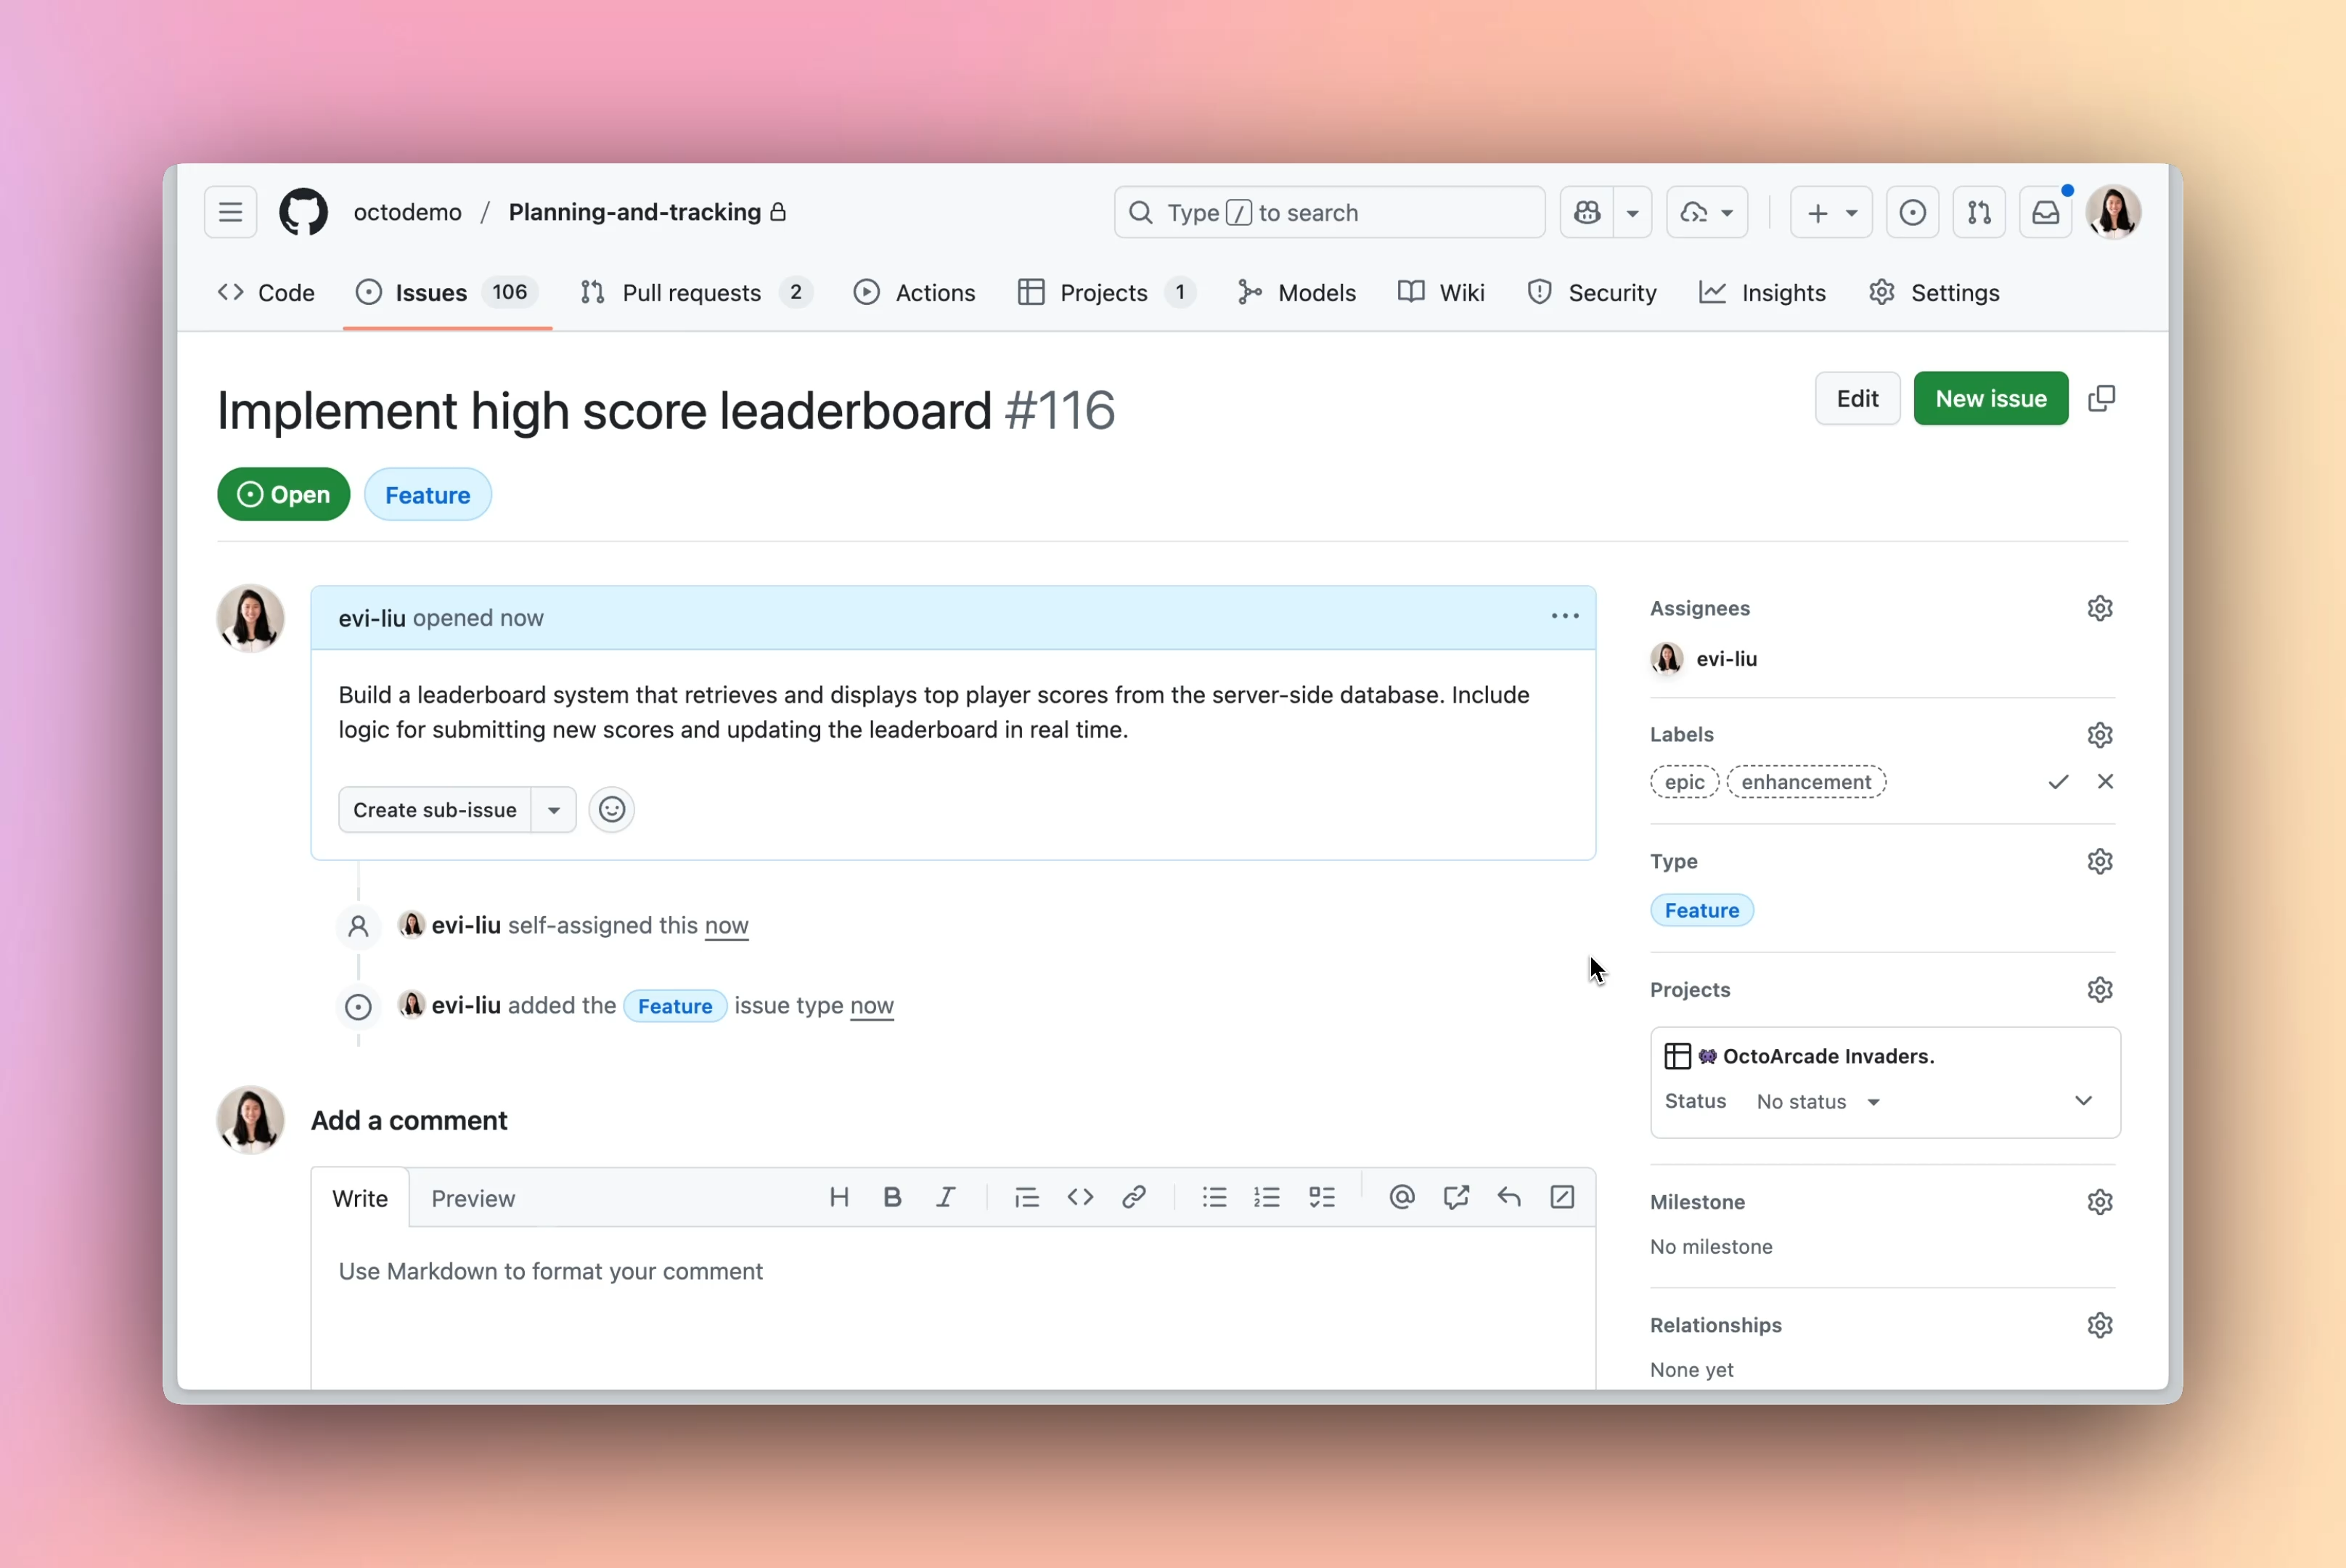 octodemo / Planning-and-tracking
Type / to search
Code
Issues 106
Pull requests 2
Actions
Projects 1
Models
Wiki
Security
Insights
Settings
Implement high score leaderboard #116
Edit
New issue
Open
Feature
evi-liu opened now
Build a leaderboard system that retrieves and displays top player scores from the server-side database. Include
logic for submitting new scores and updating the leaderboard in real time.
Create sub-issue
evi-liu self-assigned this now
evi-liu added the Feature issue type now
Add a comment
Write
Preview
Use Markdown to format your comment
Assignees
evi-liu
Labels
epic
enhancement
Type
Feature
Projects
OctoArcade Invaders.
Status No status
Milestone
No milestone
Relationships
None yet